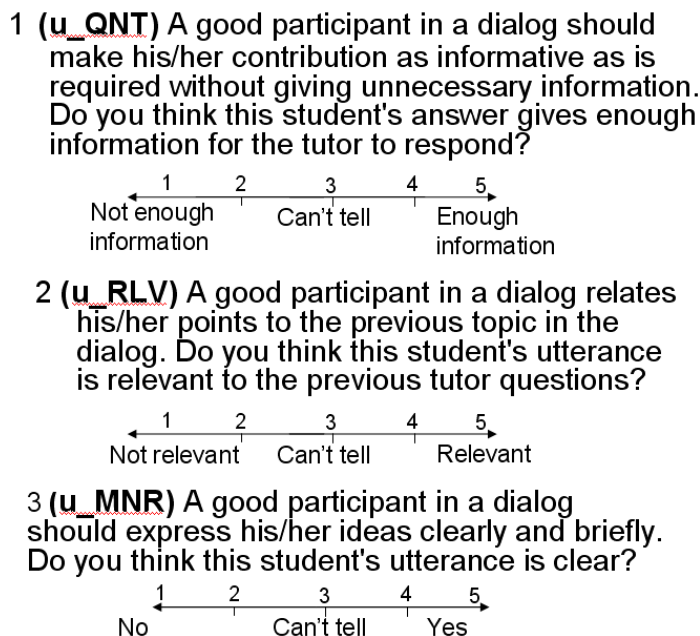 1 (u_QNT) A good participant in a dialog should
make his/her contribution as informative as is
required without giving unnecessary information.
Do you think this student's answer gives enough
information for the tutor to respond?
1 2 3 4 5
Not enough Can't tell Enough
information information
2 (u_RLV) A good participant in a dialog relates
his/her points to the previous topic in the
dialog. Do you think this student's utterance
is relevant to the previous tutor questions?
1 2 3 4 5
Not relevant Can't tell Relevant
3 (u_MNR) A good participant in a dialog
should express his/her ideas clearly and briefly.
Do you think this student's utterance is clear?
1 2 3 4 5
No Can't tell Yes